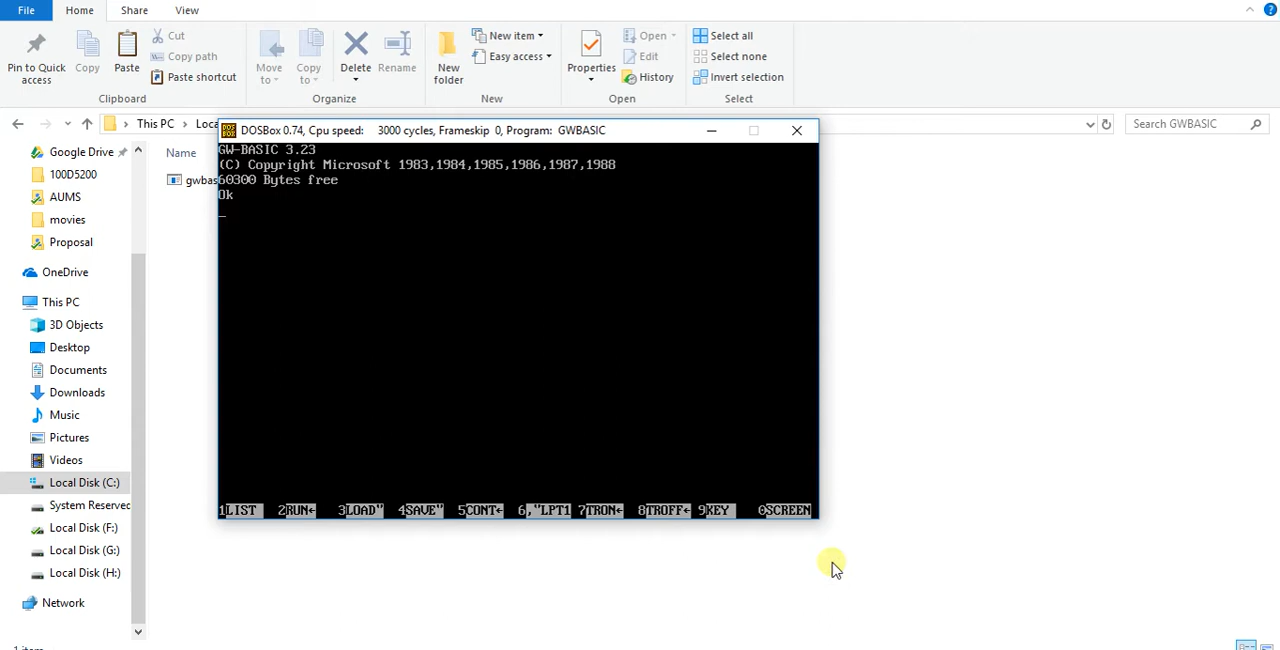 File Home Share View
Pin to Quick access
Copy
Paste
Cut
Copy path
Paste shortcut
Clipboard
Move to
Copy to
Delete
Rename
Organize
New folder
New item
Easy access
New
Properties
Open
Edit
History
Open
Select all
Select none
Invert selection
Select
This PC
Search GWBASIC
Google Drive
100D5200
AUMS
movies
Proposal
OneDrive
This PC
3D Objects
Desktop
Documents
Downloads
Music
Pictures
Videos
Local Disk (C:)
System Reserved
Local Disk (F:)
Local Disk (G:)
Local Disk (H:)
Network
Name
DOSBox 0.74, Cpu speed: 3000 cycles, Frameskip 0, Program: GWBASIC
GW-BASIC 3.23
(C) Copyright Microsoft 1983,1984,1985,1986,1987,1988
60300 Bytes free
Ok
_
1LIST 2RUN← 3LOAD" 4SAVE" 5CONT← 6,"LPT1 7TRON← 8TROFF← 9KEY 0SCREEN